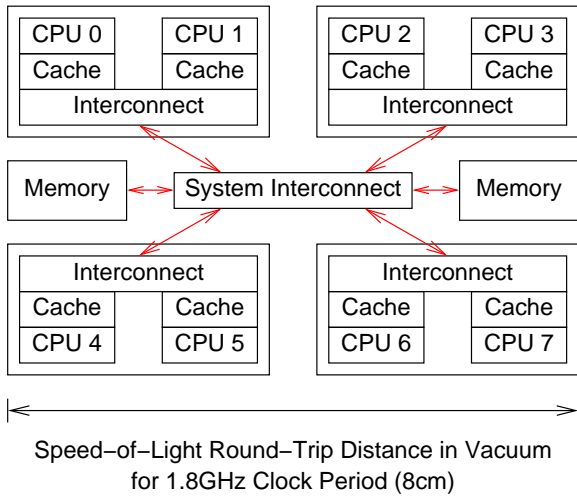 CPU 0 CPU 1 CPU 2 CPU 3
Cache Cache Cache Cache
Interconnect Interconnect
Memory System Interconnect Memory
Interconnect Interconnect
Cache Cache Cache Cache
CPU 4 CPU 5 CPU 6 CPU 7
Speed−of−Light Round−Trip Distance in Vacuum
for 1.8GHz Clock Period (8cm)